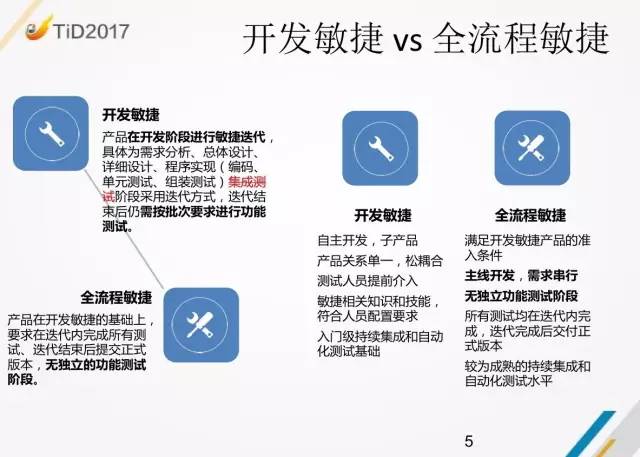 TiD2017
开发敏捷 vs 全流程敏捷
开发敏捷
产品在开发阶段进行敏捷迭代，
具体为需求分析、总体设计、
详细设计、程序实现（编码、
单元测试、组装测试）集成测
试阶段采用迭代方式，迭代结
束后仍需按批次要求进行功能
测试。
全流程敏捷
产品在开发敏捷的基础上，
要求在迭代内完成所有测
试、迭代结束后提交正式
版本，无独立的功能测试
阶段。
开发敏捷
自主开发，子产品
产品关系单一，松耦合
测试人员提前介入
敏捷相关知识和技能，
符合人员配置要求
入门级持续集成和自动
化测试基础
全流程敏捷
满足开发敏捷产品的准
入条件
主线开发，需求串行
无独立功能测试阶段
所有测试均在迭代内完
成，迭代完成后交付正
式版本
较为成熟的持续集成和
自动化测试水平
5